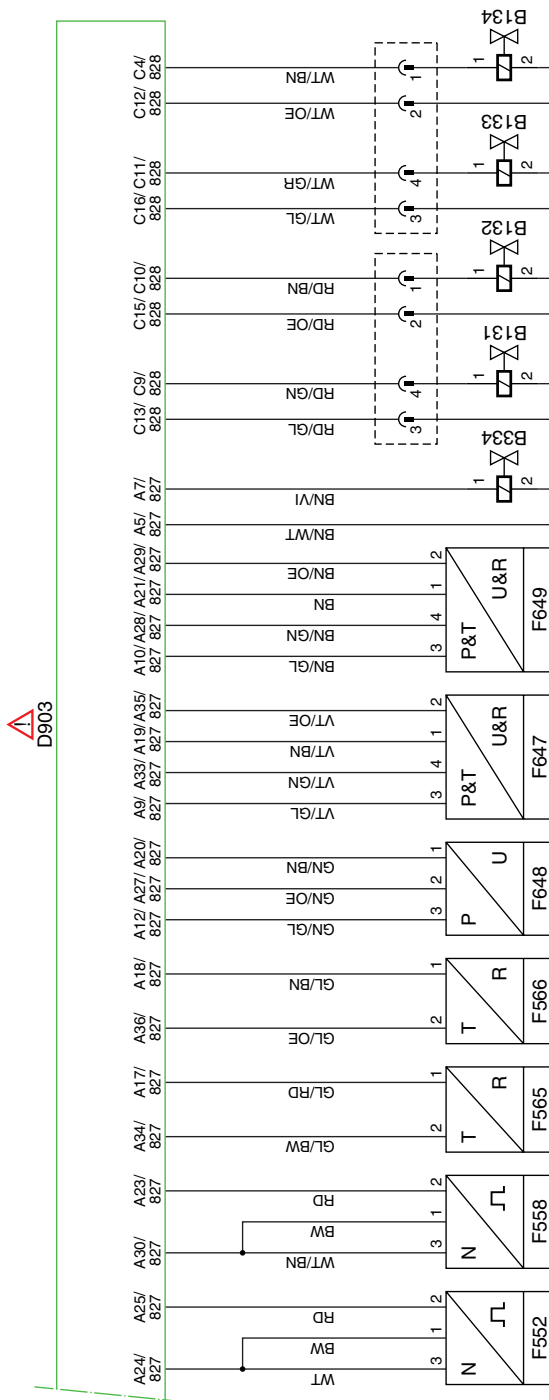 D903
A24/ A25/ A30/ A23/ A34/ A17/ A36/ A18/ A12/ A27/ A20/ A9/ A33/ A19/ A35/ A10/ A28/ A21/ A29/ A5/ A7/ C13/ C9/ C15/ C10/ C16/ C11/ C12/ C4/
827 827 827 827 827 827 827 827 827 827 827 827 827 827 827 827 827 827 827 827 827 828 828 828 828 828 828 828 828
WT BW RD WT/BN BW RD GL/BW GL/RD GL/OE GL/BN GN/GL GN/OE GN/BN VT/GL VT/GN VT/BN VT/OE BN/GL BN/GN BN BN/OE BN/WT BN/VI RD/GL RD/GN RD/OE RD/BN WT/GL WT/GR WT/OE WT/BN
3 4 2 1 3 4 2 1
3 1 2 3 1 2 2 1 2 1 3 2 1 3 4 1 2 3 4 1 2 1 1 1 1 1
N N T T P P&T P&T
R R U U&R U&R
B334 B131 B132 B133 B134
2 2 2 2 2
F552 F558 F565 F566 F648 F647 F649